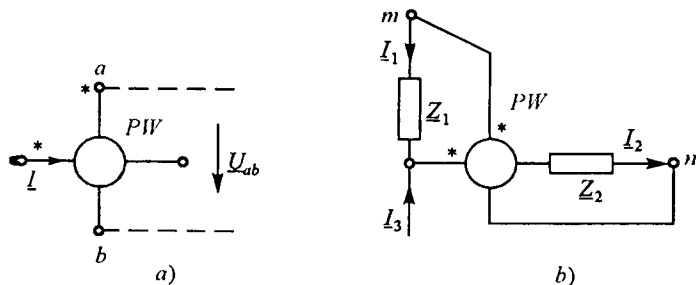 a
*
PW
*
I
U_ab
b
a)
m
I_1
Z_1
PW
*
*
I_2
n
Z_2
I_3
b)